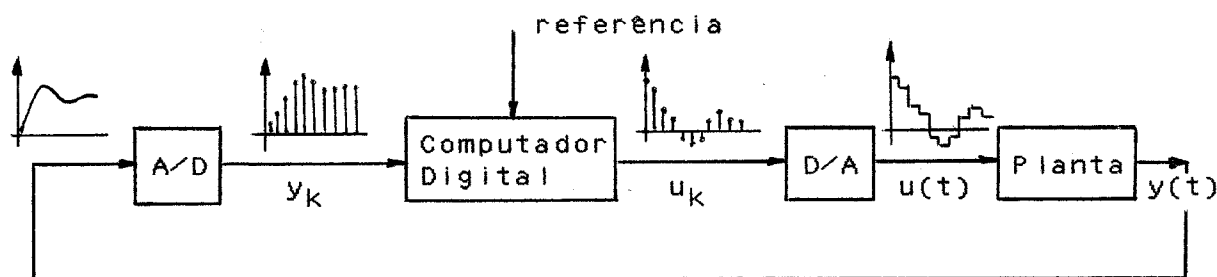 referência
A/D
y_k
Computador
Digital
u_k
D/A
u(t)
Planta
y(t)